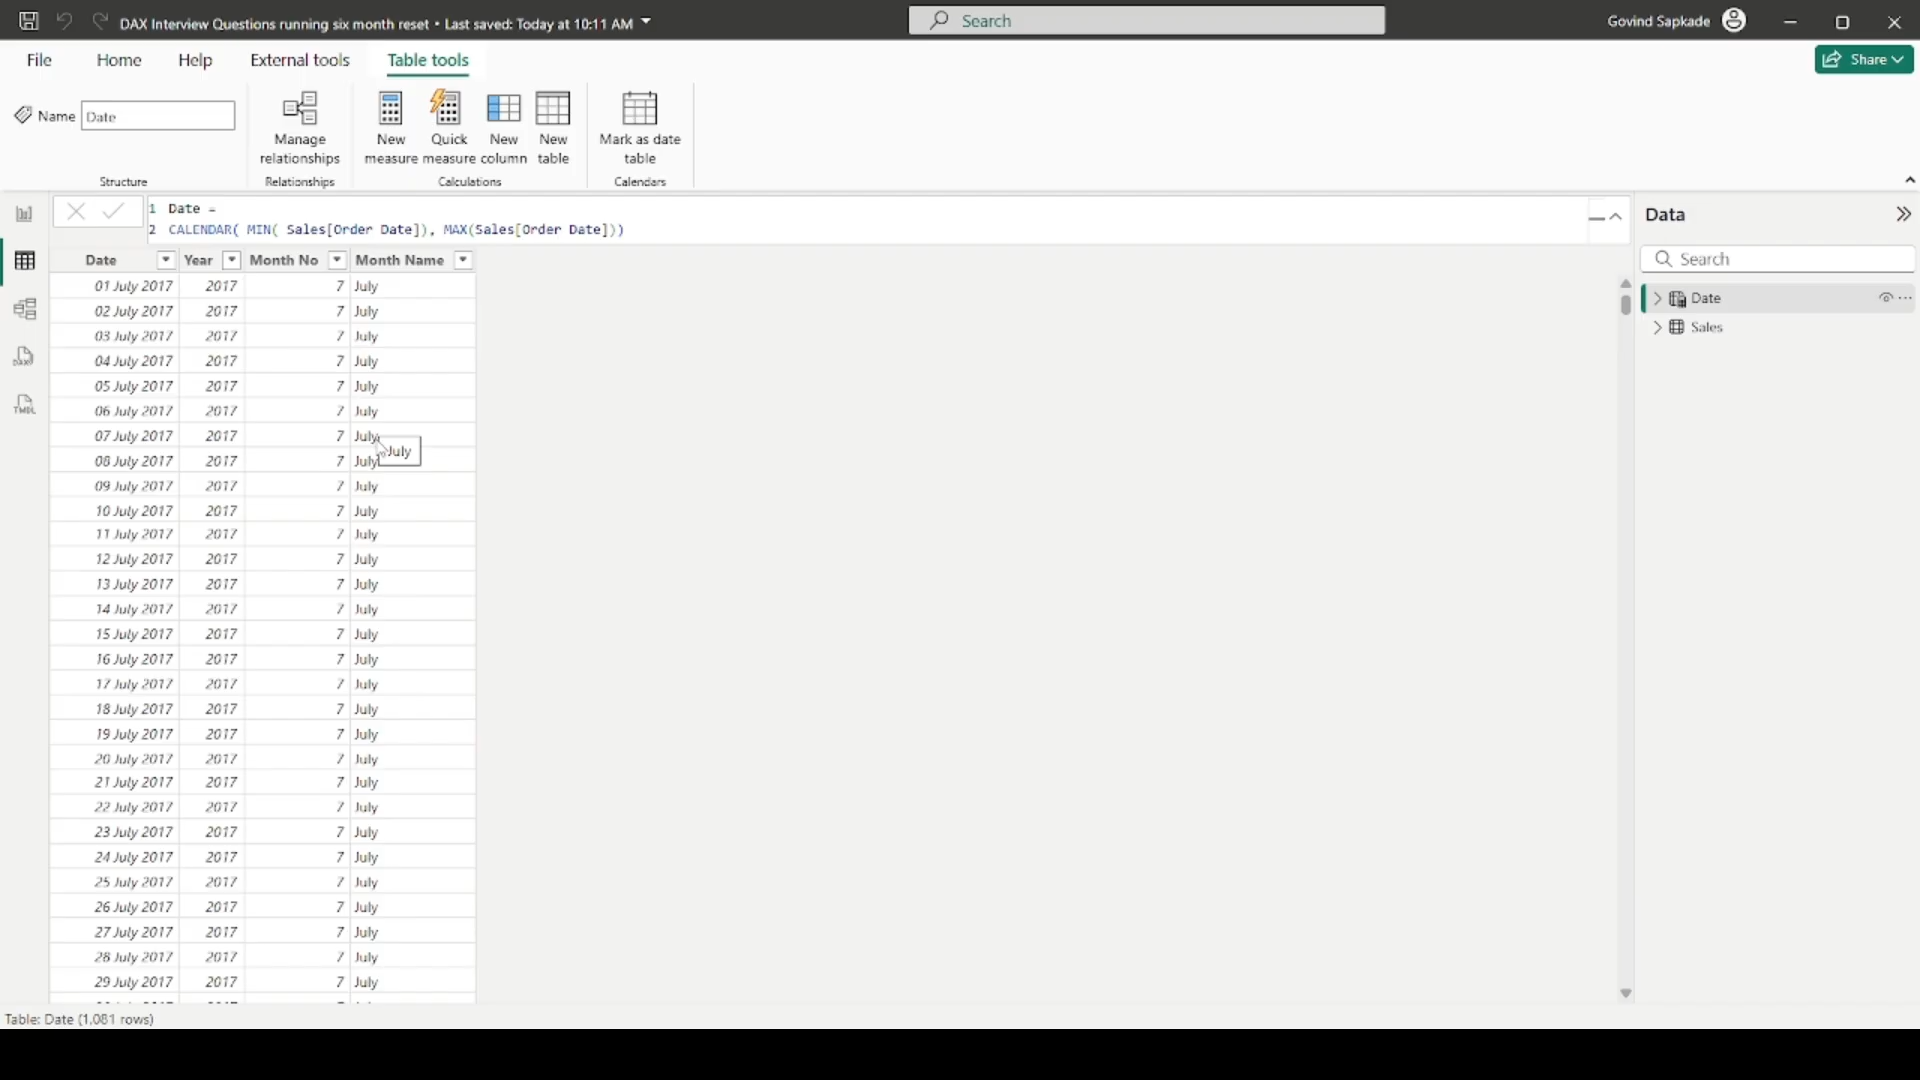 DAX Interview Questions running six month reset • Last saved: Today at 10:11 AM
Search
Govind Sapkade
File Home Help External tools Table tools
Share
Name Date
Manage relationships
New measure
Quick measure
New column
New table
Mark as date table
Structure Relationships Calculations Calendars
1 Date =
2 CALENDAR( MIN( Sales[Order Date]), MAX(Sales[Order Date]))
Data
Search
Date
Sales
DAX
TMDL
Date Year Month No Month Name
01 July 2017 2017 7 July
02 July 2017 2017 7 July
03 July 2017 2017 7 July
04 July 2017 2017 7 July
05 July 2017 2017 7 July
06 July 2017 2017 7 July
07 July 2017 2017 7 July
July
08 July 2017 2017 7 July
09 July 2017 2017 7 July
10 July 2017 2017 7 July
11 July 2017 2017 7 July
12 July 2017 2017 7 July
13 July 2017 2017 7 July
14 July 2017 2017 7 July
15 July 2017 2017 7 July
16 July 2017 2017 7 July
17 July 2017 2017 7 July
18 July 2017 2017 7 July
19 July 2017 2017 7 July
20 July 2017 2017 7 July
21 July 2017 2017 7 July
22 July 2017 2017 7 July
23 July 2017 2017 7 July
24 July 2017 2017 7 July
25 July 2017 2017 7 July
26 July 2017 2017 7 July
27 July 2017 2017 7 July
28 July 2017 2017 7 July
29 July 2017 2017 7 July
Table: Date (1,081 rows)